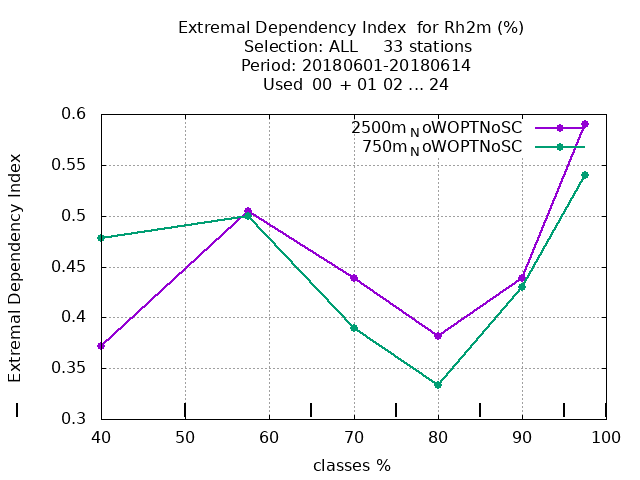 Extremal Dependency Index  for Rh2m (%)
Selection: ALL     33 stations
Period: 20180601-20180614
Used  00 + 01 02 ... 24
2500m_NoWOPTNoSC
750m_NoWOPTNoSC
Extremal Dependency Index
0.6
0.55
0.5
0.45
0.4
0.35
0.3
40 50 60 70 80 90 100
classes %